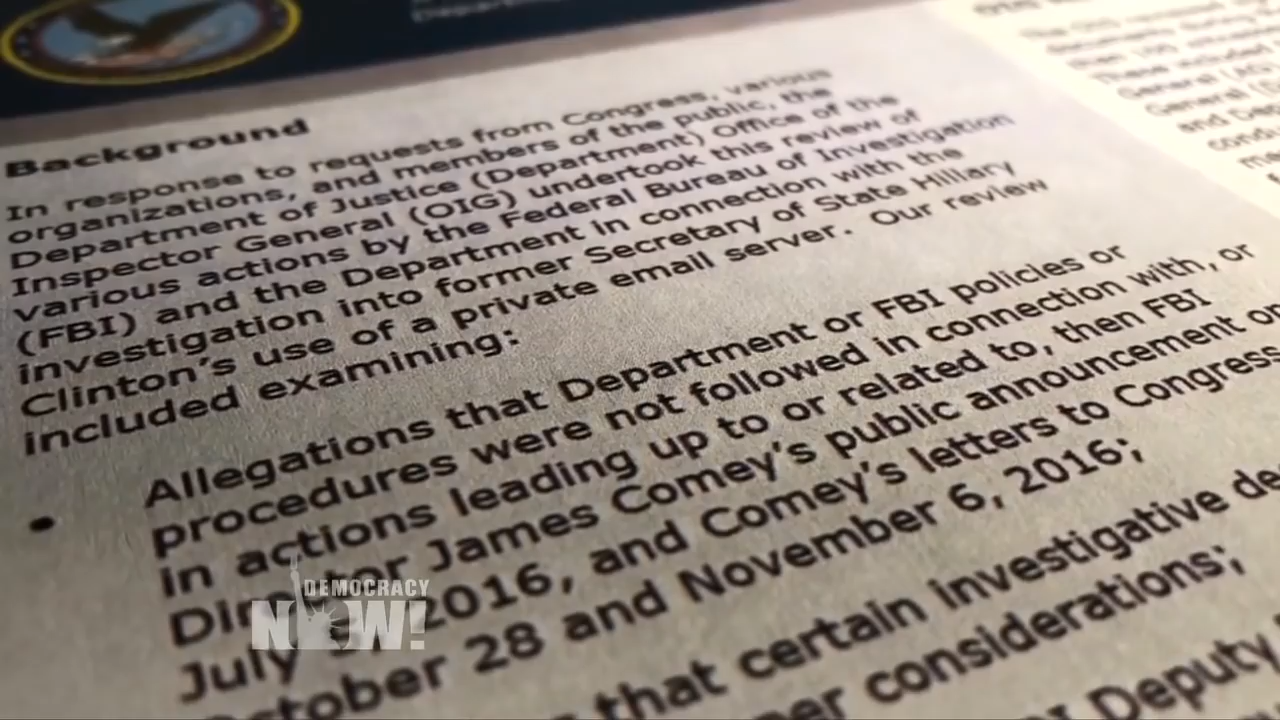 Background
In response to requests from Congress, various
organizations, and members of the public, the
Department of Justice (Department) Office of the
Inspector General (OIG) undertook this review of
various actions by the Federal Bureau of Investigation
(FBI) and the Department in connection with the
investigation into former Secretary of State Hillary
Clinton's use of a private email server. Our review
included examining:
• Allegations that Department or FBI policies or
procedures were not followed in connection with, or
in actions leading up to or related to, then FBI
Director James Comey's public announcement on
July 2016, and Comey's letters to Congress
October 28 and November 6, 2016;
that certain investigative
considerations;
FBI Deputy
DEMOCRACY
NOW!